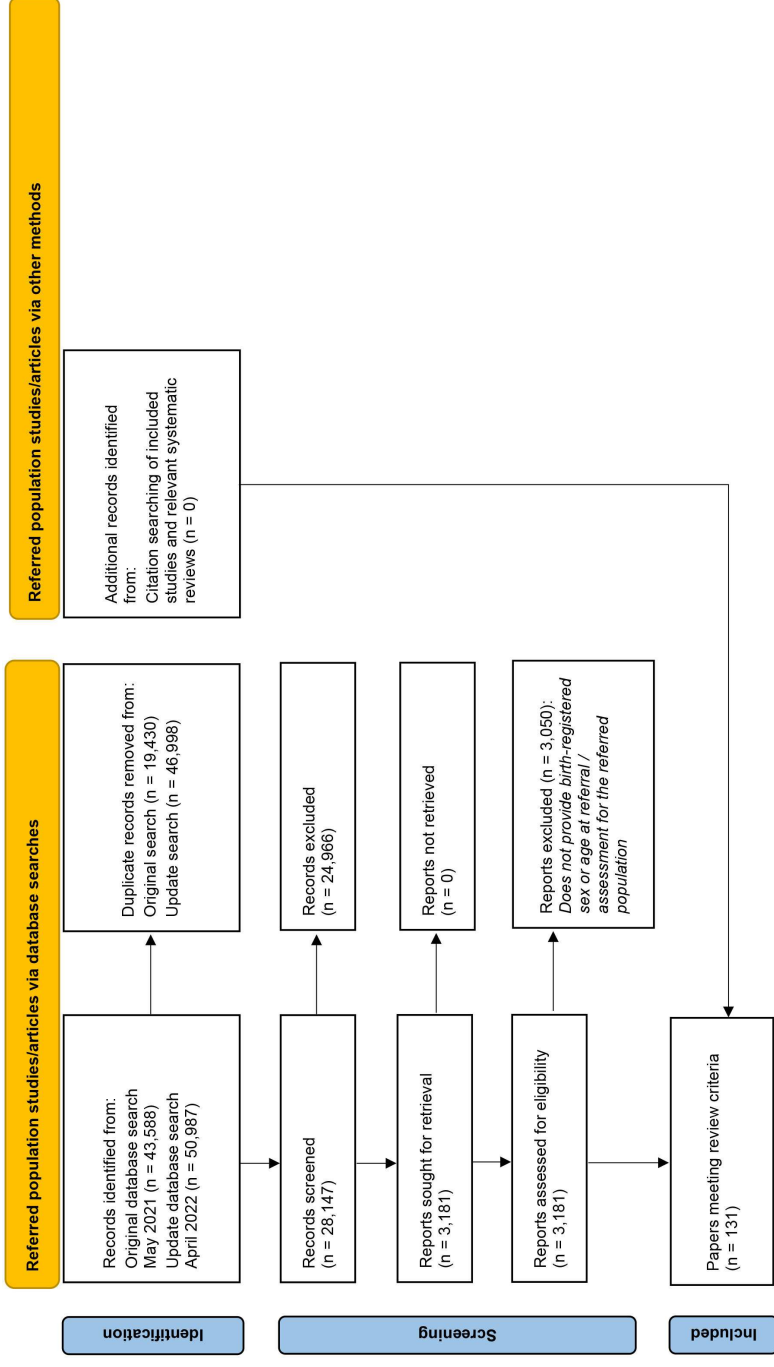 Referred population studies/articles via database searches
Referred population studies/articles via other methods
Identification
Records identified from:
Original database search
May 2021 (n = 43,588)
Update database search
April 2022 (n = 50,987)
Duplicate records removed from:
Original search (n = 19,430)
Update search (n = 46,998)
Additional records identified
from:
Citation searching of included
studies and relevant systematic
reviews (n = 0)
Screening
Records screened
(n = 28,147)
Records excluded
(n = 24,966)
Reports sought for retrieval
(n = 3,181)
Reports not retrieved
(n = 0)
Reports assessed for eligibility
(n = 3,181)
Reports excluded (n = 3,050):
Does not provide birth-registered
sex or age at referral /
assessment for the referred
population
Included
Papers meeting review criteria
(n = 131)